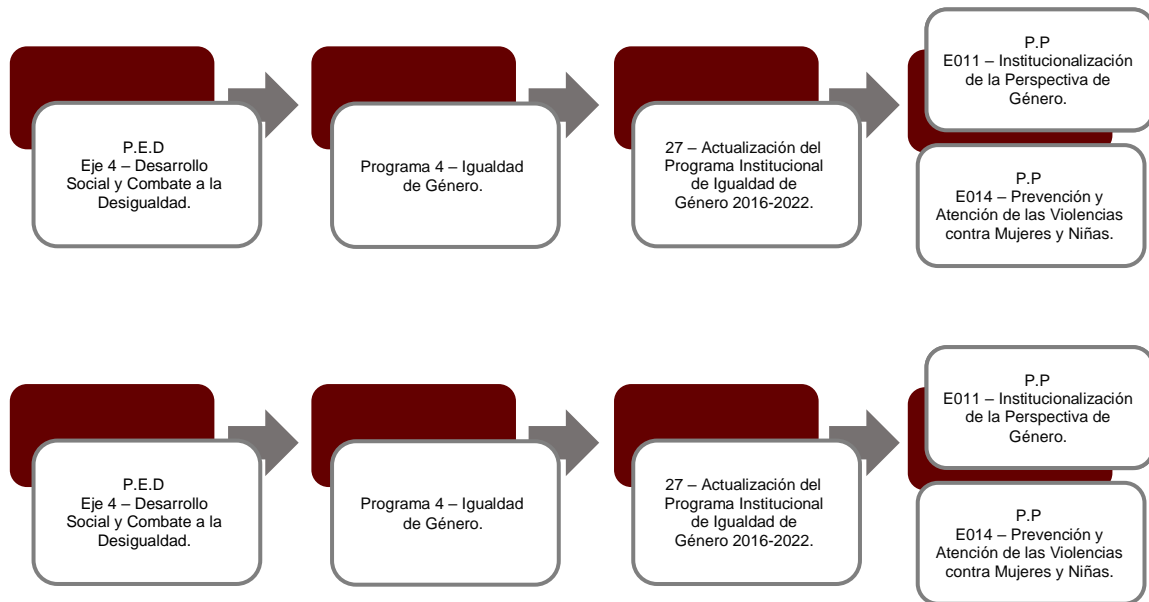 P.E.D
Eje 4 – Desarrollo
Social y Combate a la
Desigualdad.
Programa 4 – Igualdad
de Género.
27 – Actualización del
Programa Institucional
de Igualdad de
Género 2016-2022.
P.P
E011 – Institucionalización
de la Perspectiva de
Género.
P.P
E014 – Prevención y
Atención de las Violencias
contra Mujeres y Niñas.
P.E.D
Eje 4 – Desarrollo
Social y Combate a la
Desigualdad.
Programa 4 – Igualdad
de Género.
27 – Actualización del
Programa Institucional
de Igualdad de
Género 2016-2022.
P.P
E011 – Institucionalización
de la Perspectiva de
Género.
P.P
E014 – Prevención y
Atención de las Violencias
contra Mujeres y Niñas.